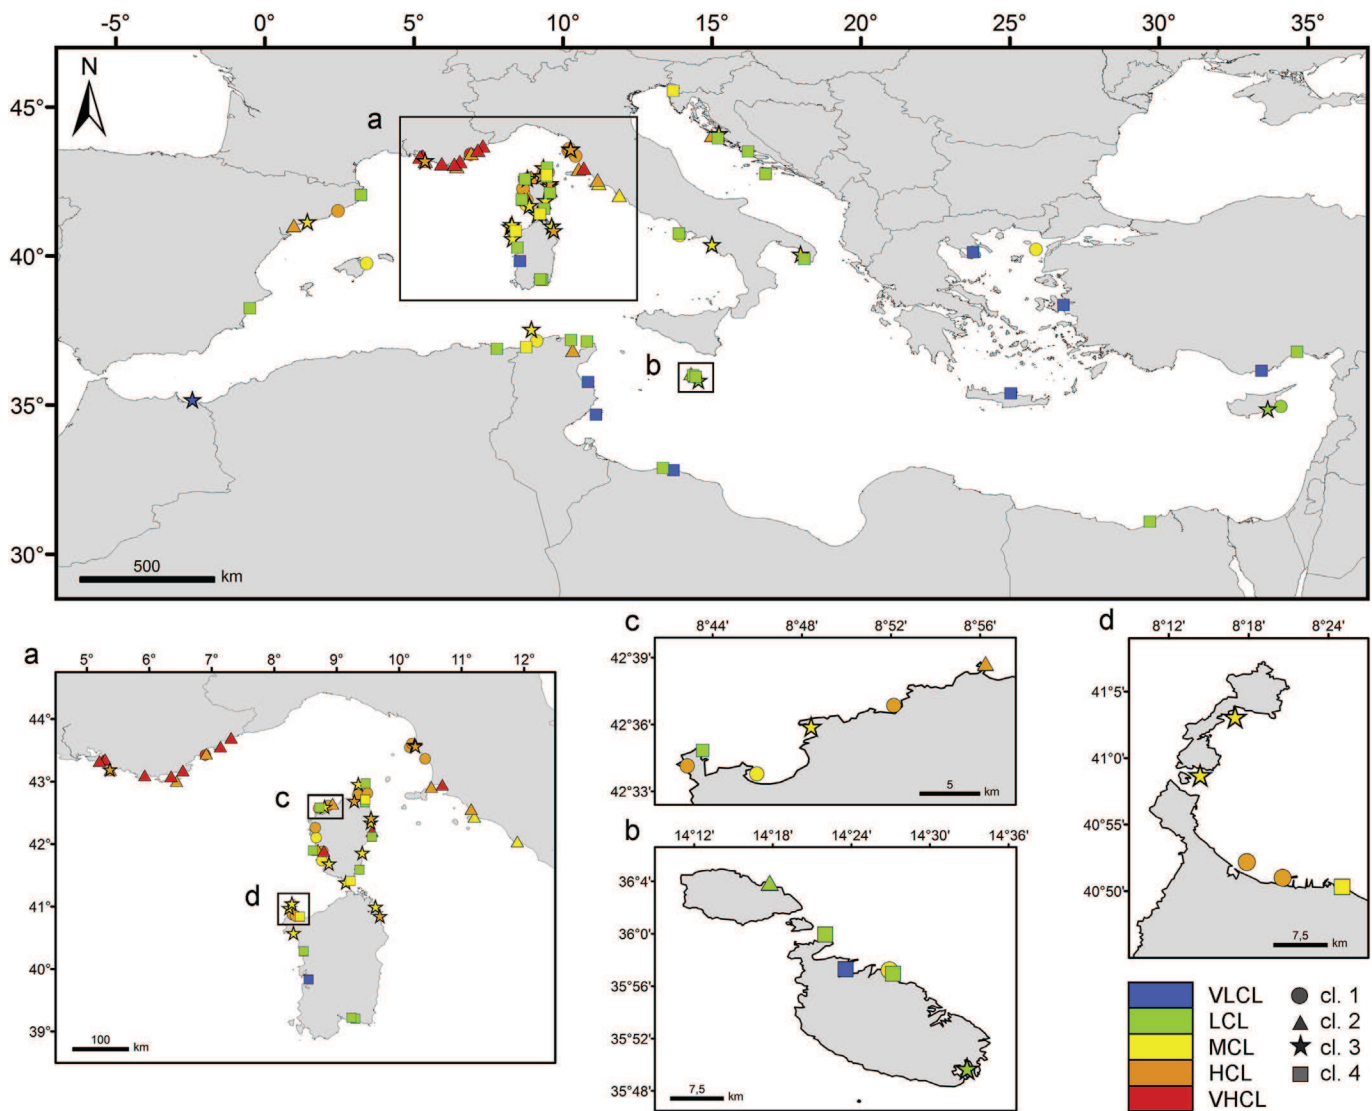 -5° 0° 5° 10° 15° 20° 25° 30° 35°
N
45°
a
40°
b
35°
30°
500 km
a
5° 6° 7° 8° 9° 10° 11° 12°
44°
43°
c
42°
d
41°
40°
39°
100 km
c
8°44' 8°48' 8°52' 8°56'
42°39'
42°36'
42°33'
5 km
b
14°12' 14°18' 14°24' 14°30' 14°36'
36°4'
36°0'
35°56'
35°52'
35°48'
7,5 km
d
8°12' 8°18' 8°24'
41°5'
41°0'
40°55'
40°50'
7,5 km
VLCL cl. 1
LCL cl. 2
MCL cl. 3
HCL cl. 4
VHCL